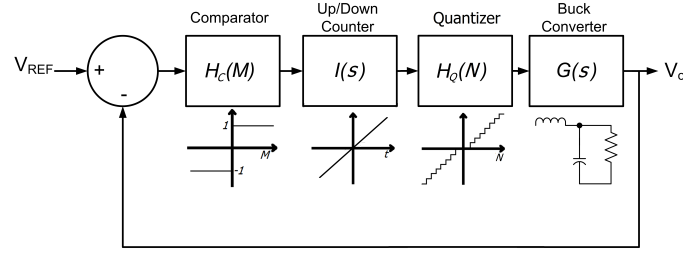 Comparator
Up/Down
Counter
Quantizer
Buck
Converter
VREF
+
-
HC(M)
I(s)
HQ(N)
G(s)
Vo
1
M
-1
t
N